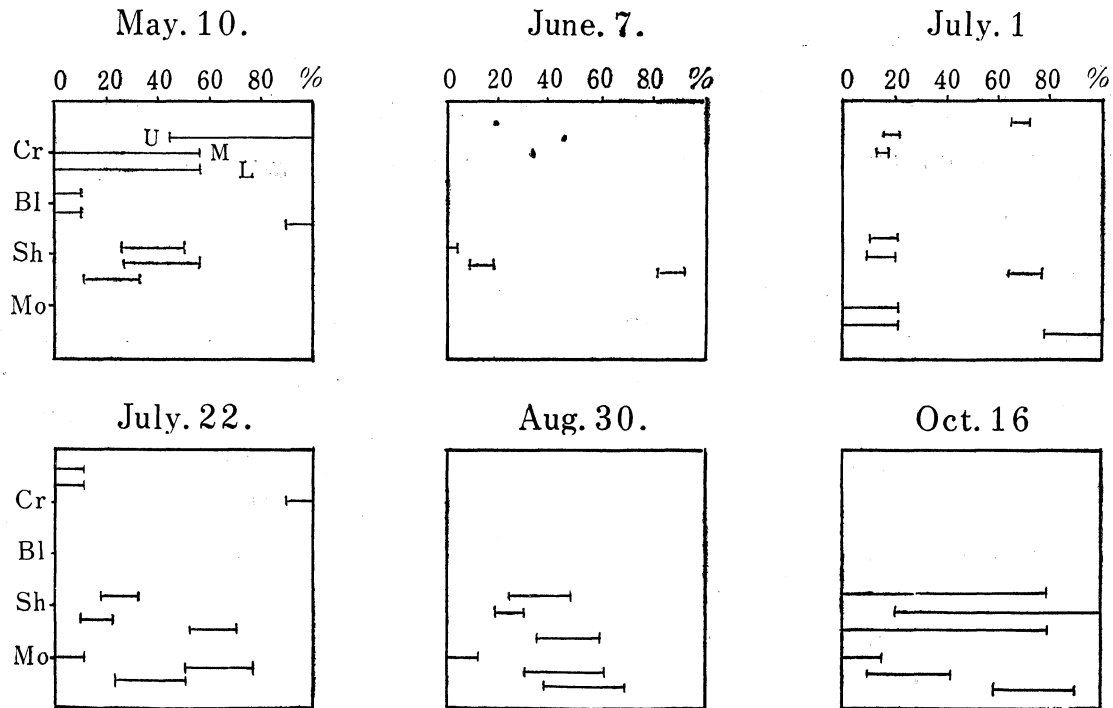 May. 10. June. 7. July. 1
0 20 40 60 80 % 0 20 40 60 80 % 0 20 40 60 80 %
U
Cr M
L
Bl
Sh
Mo
July. 22. Aug. 30. Oct. 16
Cr
Bl
Sh
Mo